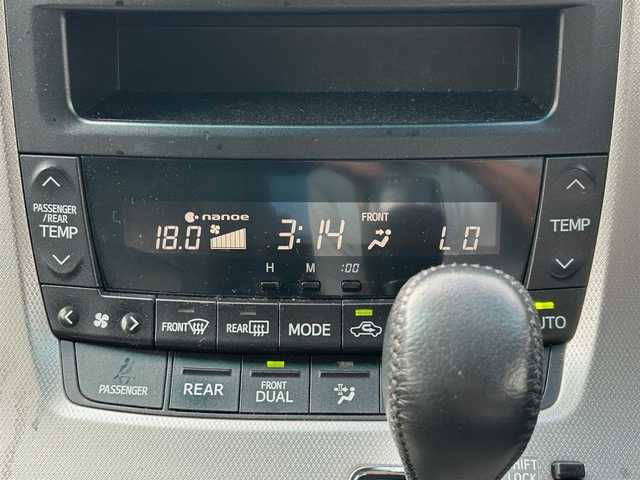 PASSENGER
/REAR
TEMP
nanoe
18.0
3:14
FRONT
LO
TEMP
H M :00
FRONT
REAR
MODE
AUTO
PASSENGER
REAR
FRONT
DUAL
SHIFT
LOCK